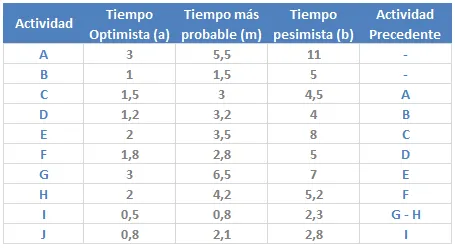 Actividad Tiempo Optimista (a) Tiempo más probable (m) Tiempo pesimista (b) Actividad Precedente
A 3 5,5 11 -
B 1 1,5 5 -
C 1,5 3 4,5 A
D 1,2 3,2 4 B
E 2 3,5 8 C
F 1,8 2,8 5 D
G 3 6,5 7 E
H 2 4,2 5,2 F
I 0,5 0,8 2,3 G - H
J 0,8 2,1 2,8 I